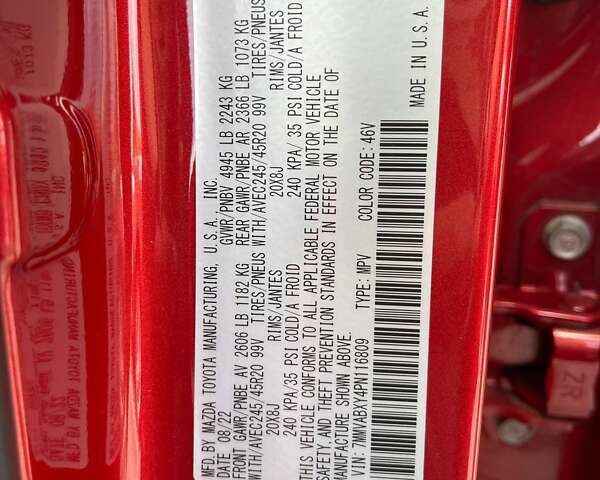 MFD. BY MAZDA TOYOTA MANUFACTURING, U.S.A. INC.
08/22 GVWR/PNBV 4945 LB 2243 KG
FRONT GAWR/PNBE AV 2606 LB 1182 KG REAR GAWR/PNBE AR 2366 LB 1073 KG
WITH/AVEC245/45R20 99V TIRES/PNEUS WITH/AVEC245/45R20 99V TIRES/PNEUS
20X8J RIMS/JANTES 20X8J RIMS/JANTES
240 KPA/35 PSI COLD/A FROID 240 KPA/ 35 PSI COLD/A FROID
THIS VEHICLE CONFORMS TO ALL APPLICABLE FEDERAL MOTOR VEHICLE
SAFETY AND THEFT PREVENTION STANDARDS IN EFFECT ON THE DATE OF
MANUFACTURE SHOWN ABOVE.
7MMVABXY4PN116809 TYPE: MPV COLOR CODE: 46V
MADE IN U.S.A.
ZR